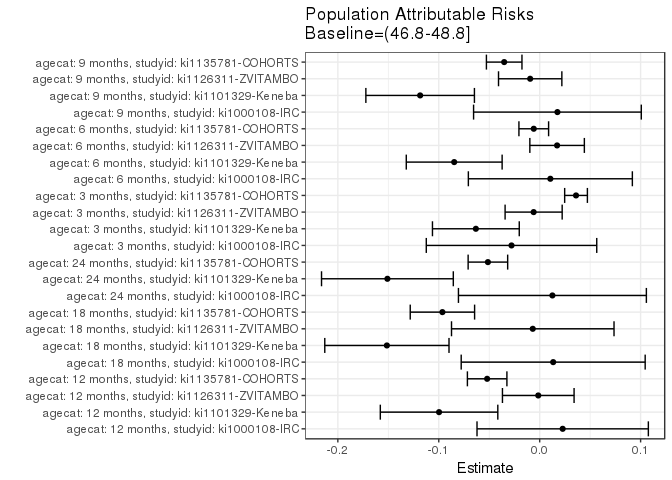 Population Attributable Risks
Baseline=(46.8-48.8]
agecat: 9 months, studyid: ki1135781-COHORTS
agecat: 9 months, studyid: ki1126311-ZVITAMBO
agecat: 9 months, studyid: ki1101329-Keneba
agecat: 9 months, studyid: ki1000108-IRC
agecat: 6 months, studyid: ki1135781-COHORTS
agecat: 6 months, studyid: ki1126311-ZVITAMBO
agecat: 6 months, studyid: ki1101329-Keneba
agecat: 6 months, studyid: ki1000108-IRC
agecat: 3 months, studyid: ki1135781-COHORTS
agecat: 3 months, studyid: ki1126311-ZVITAMBO
agecat: 3 months, studyid: ki1101329-Keneba
agecat: 3 months, studyid: ki1000108-IRC
agecat: 24 months, studyid: ki1135781-COHORTS
agecat: 24 months, studyid: ki1101329-Keneba
agecat: 24 months, studyid: ki1000108-IRC
agecat: 18 months, studyid: ki1135781-COHORTS
agecat: 18 months, studyid: ki1126311-ZVITAMBO
agecat: 18 months, studyid: ki1101329-Keneba
agecat: 18 months, studyid: ki1000108-IRC
agecat: 12 months, studyid: ki1135781-COHORTS
agecat: 12 months, studyid: ki1126311-ZVITAMBO
agecat: 12 months, studyid: ki1101329-Keneba
agecat: 12 months, studyid: ki1000108-IRC
-0.2 -0.1 0.0 0.1
Estimate